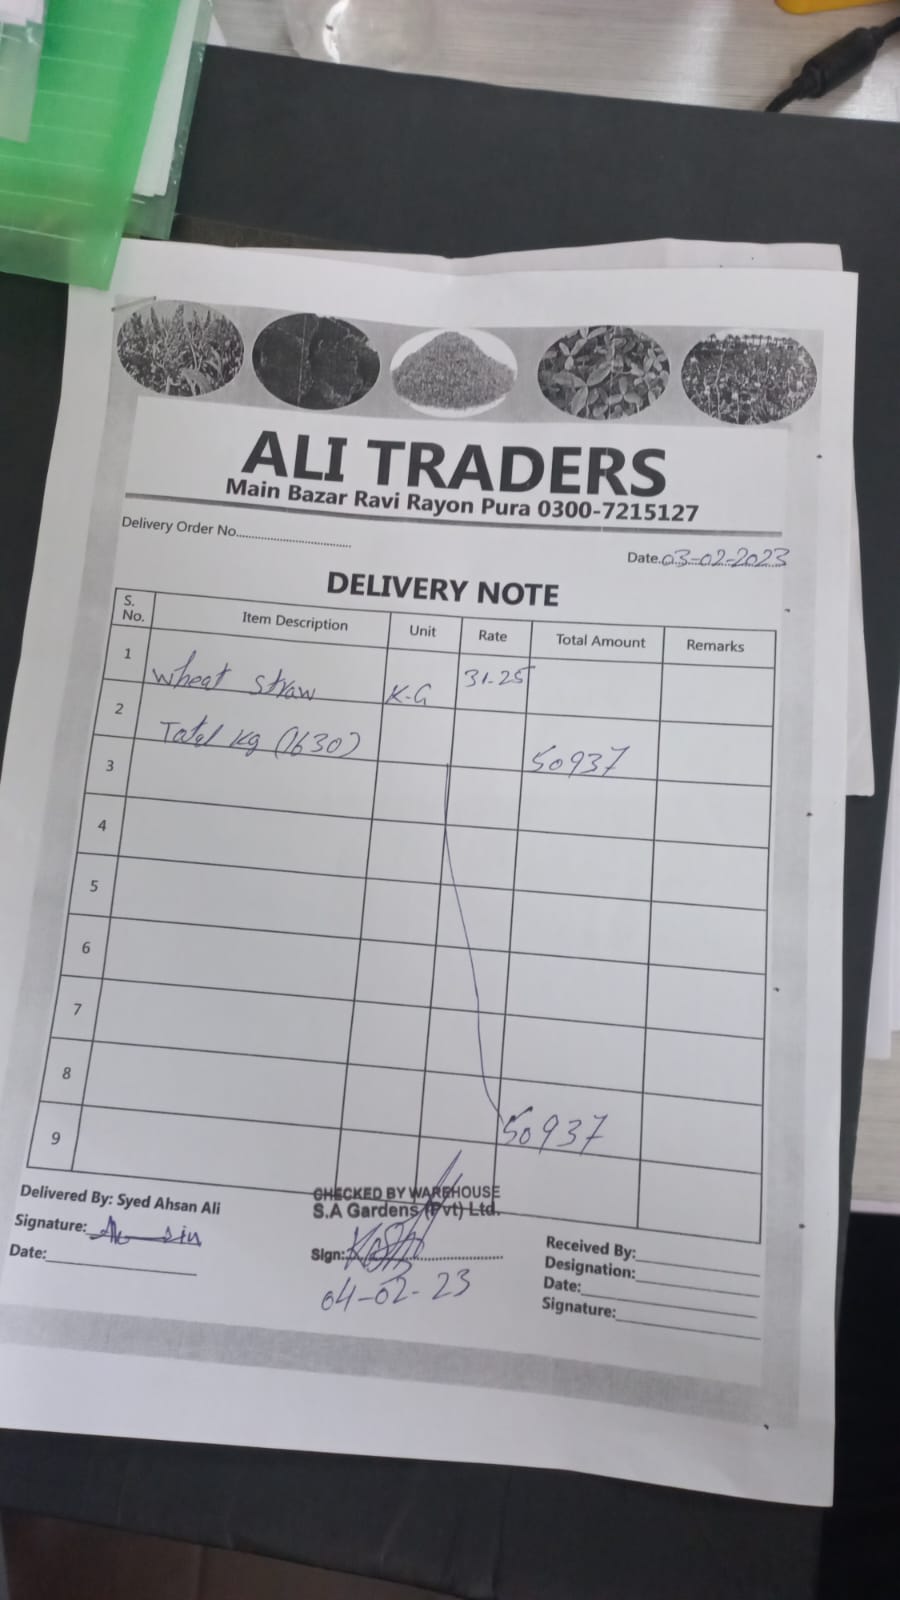 ALI TRADERS
Main Bazar Ravi Rayon Pura 0300-7215127
Delivery Order No.................................
Date.03-02-2023
DELIVERY NOTE
S. No. Item Description Unit Rate Total Amount Remarks
1 wheat straw K-G 31-25
2 Total kg (1630) 50937
3
4
5
6
7
8 50937
9
Delivered By: Syed Ahsan Ali
Signature:
Date:
CHECKED BY WAREHOUSE
S.A Gardens (Pvt) Ltd.
Sign:
04-02-23
Received By:
Designation:
Date:
Signature: